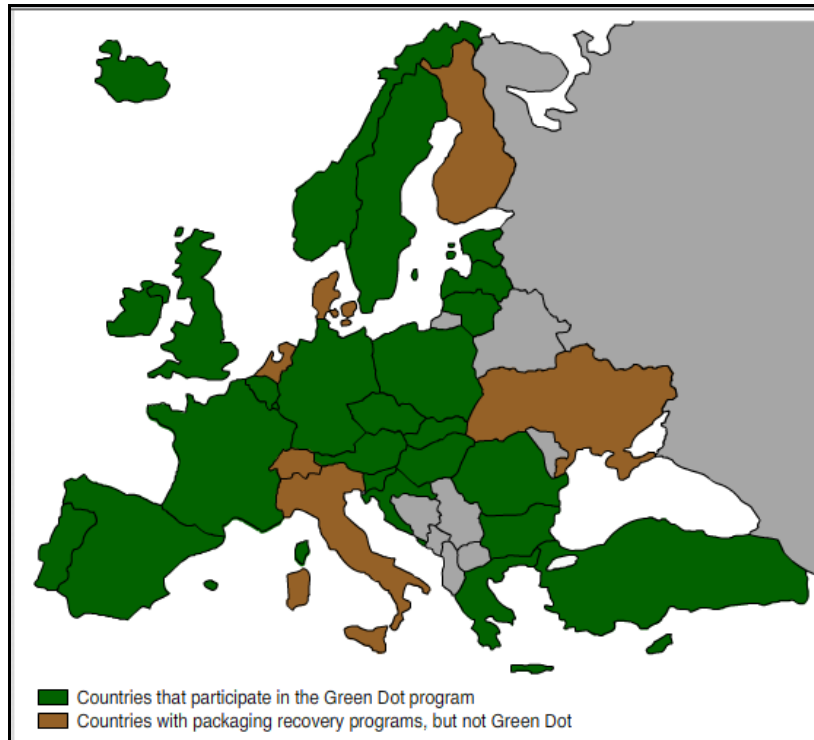 Countries that participate in the Green Dot program
Countries with packaging recovery programs, but not Green Dot